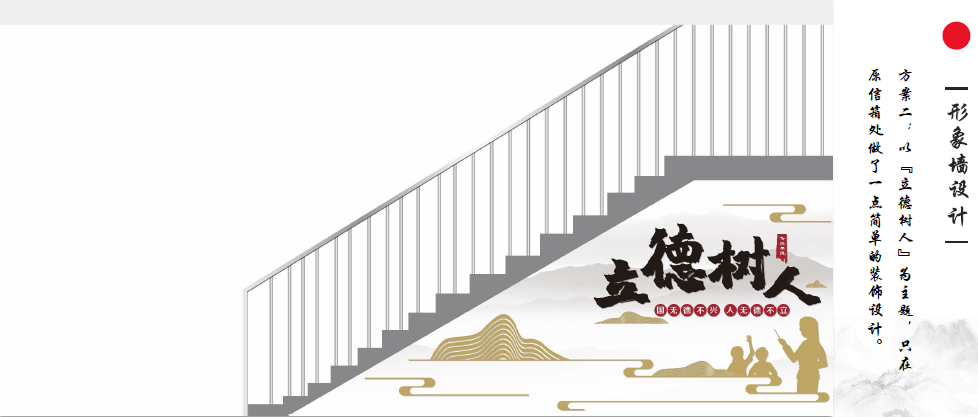 形象墙设计
方案二：以『立德树人』为主题，只在
原信箱处做了一点简单的装饰设计。
立德树人
国无德不兴 人无德不立